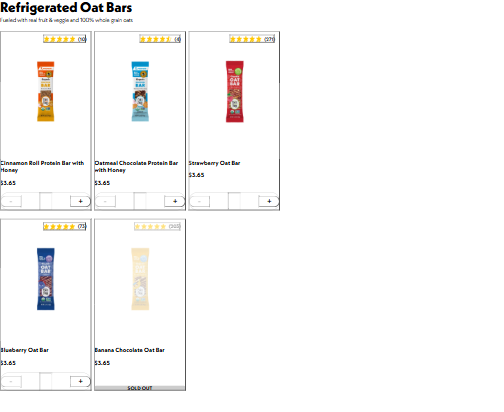 Refrigerated Oat Bars
Fueled with real fruit & veggie and 100% whole grain oats
(10)
(4)
(271)
Cinnamon Roll Protein Bar with
Honey
$3.65
Oatmeal Chocolate Protein Bar
with Honey
$3.65
Strawberry Oat Bar
$3.65
- +
- +
- +
(73)
Blueberry Oat Bar
$3.65
Banana Chocolate Oat Bar
$3.65
- +
SOLD OUT